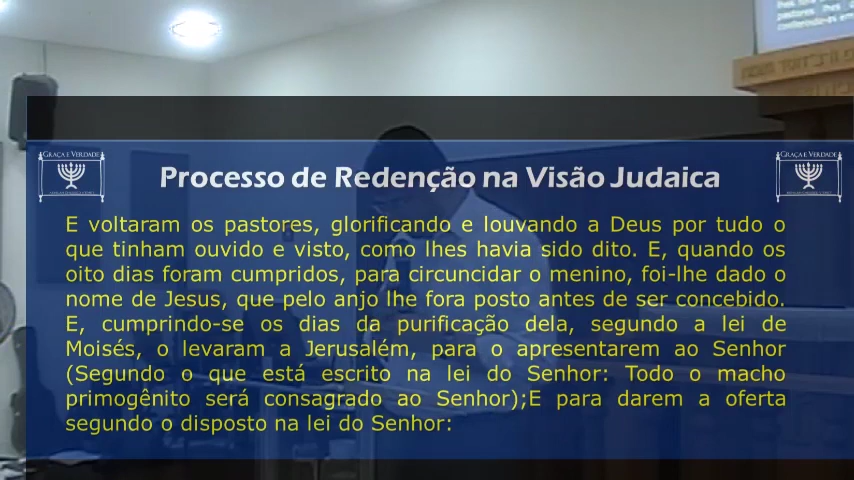 GRAÇA E VERDADE
GRAÇA E VERDADE
Processo de Redenção na Visão Judaica
E voltaram os pastores, glorificando e louvando a Deus por tudo o
que tinham ouvido e visto, como lhes havia sido dito. E, quando os
oito dias foram cumpridos, para circuncidar o menino, foi-lhe dado o
nome de Jesus, que pelo anjo lhe fora posto antes de ser concebido.
E, cumprindo-se os dias da purificação dela, segundo a lei de
Moisés, o levaram a Jerusalém, para o apresentarem ao Senhor
(Segundo o que está escrito na lei do Senhor: Todo o macho
primogênito será consagrado ao Senhor);E para darem a oferta
segundo o disposto na lei do Senhor: